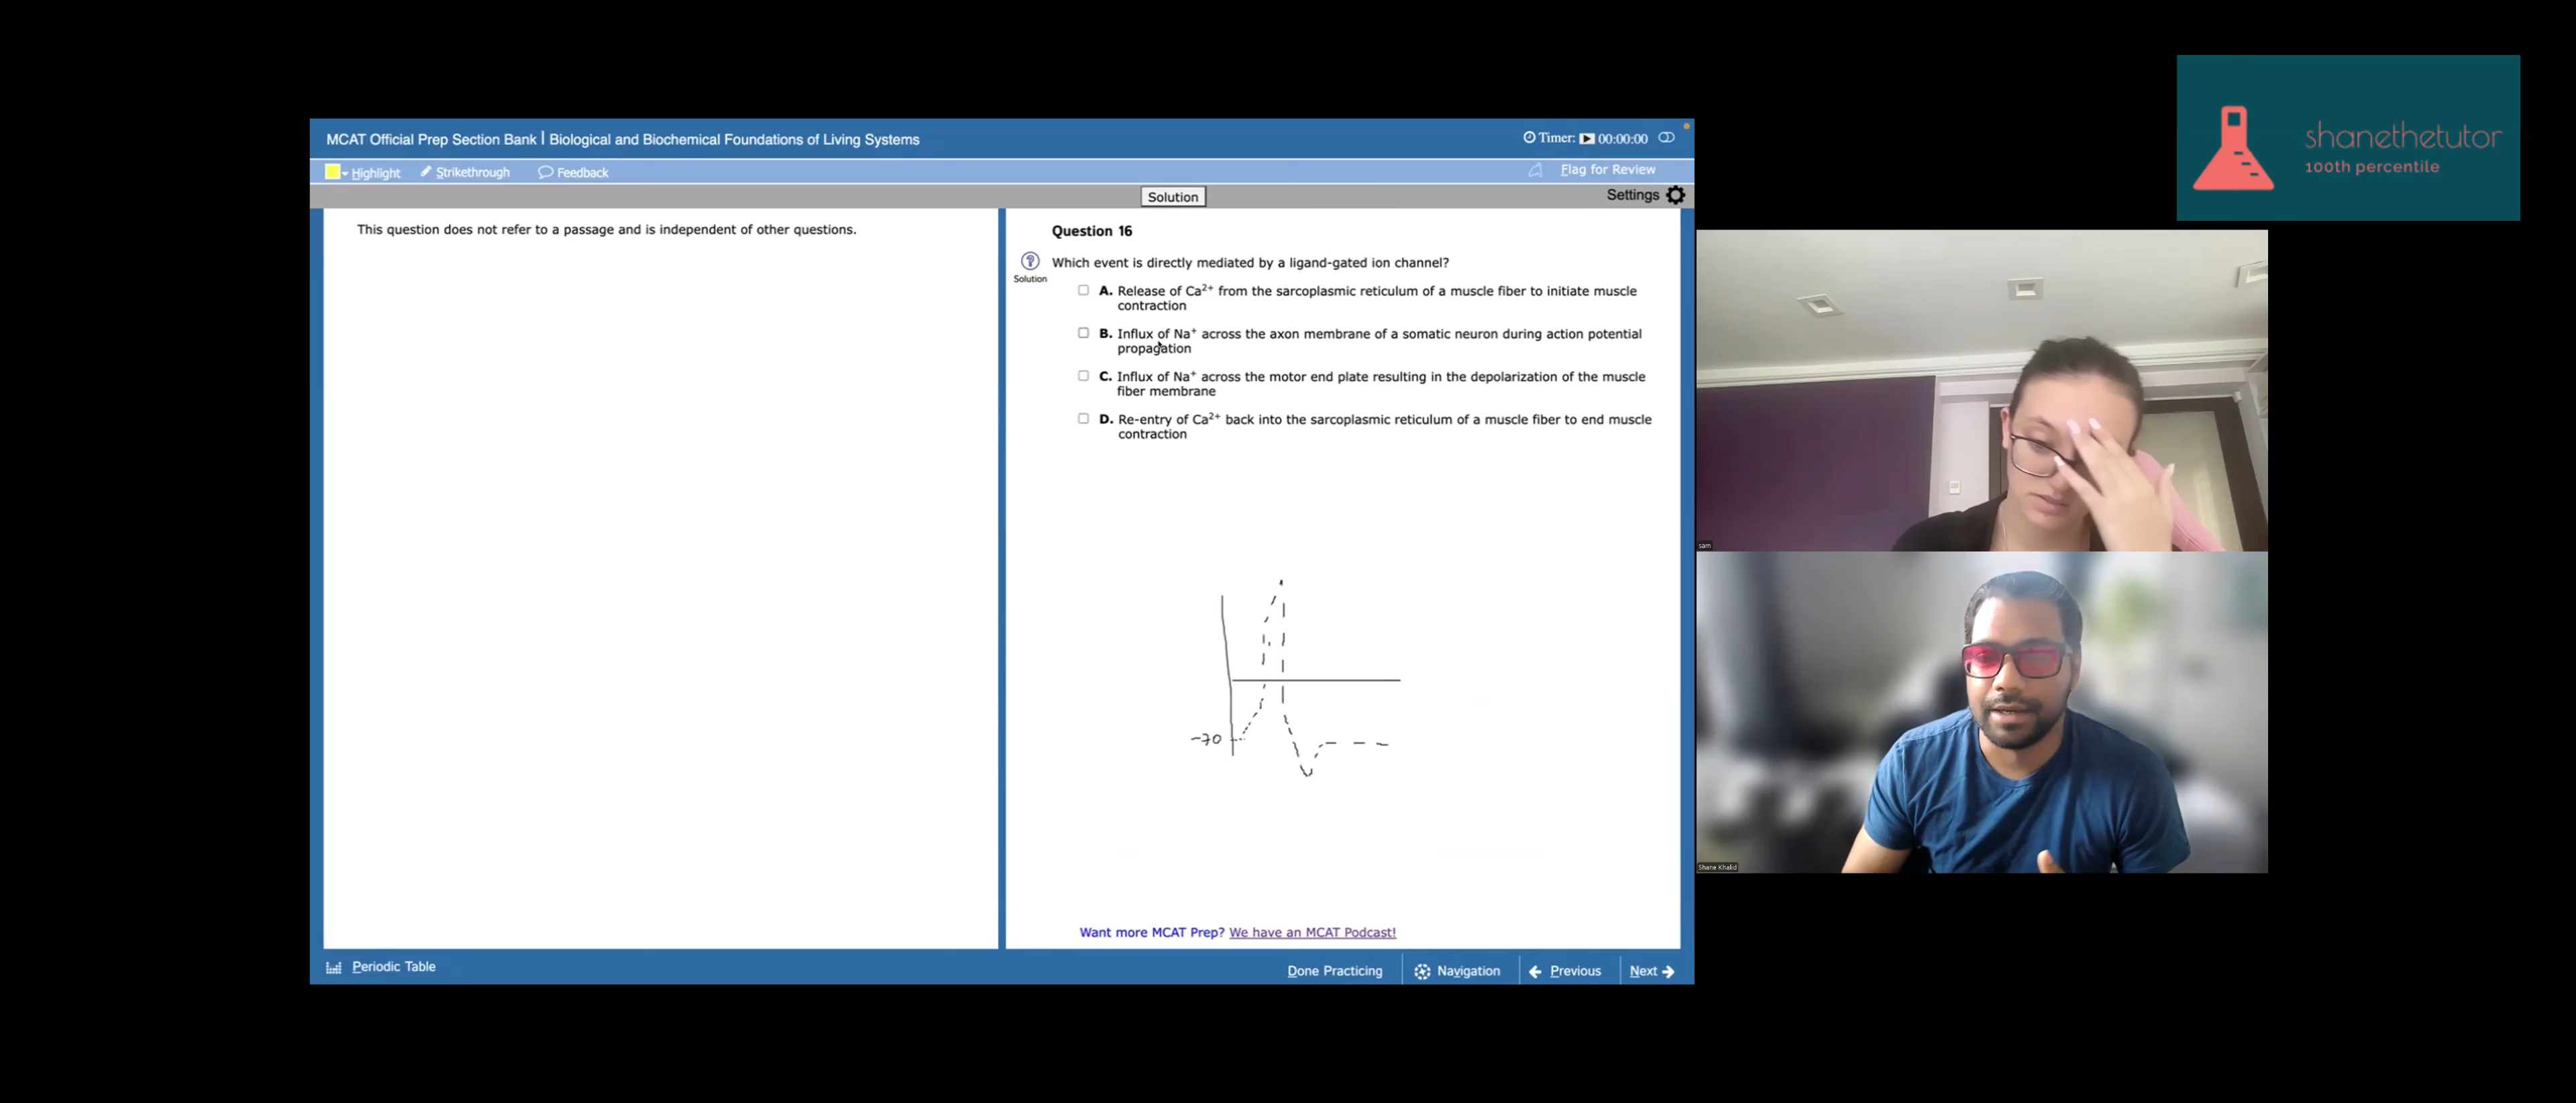 shanethetutor
100th percentile
MCAT Official Prep Section Bank | Biological and Biochemical Foundations of Living Systems
Timer: 00:00:00
Highlight Strikethrough Feedback
Flag for Review
Solution
Settings
This question does not refer to a passage and is independent of other questions.
Question 16
Solution
Which event is directly mediated by a ligand-gated ion channel?
A. Release of Ca²⁺ from the sarcoplasmic reticulum of a muscle fiber to initiate muscle
contraction
B. Influx of Na⁺ across the axon membrane of a somatic neuron during action potential
propagation
C. Influx of Na⁺ across the motor end plate resulting in the depolarization of the muscle
fiber membrane
D. Re-entry of Ca²⁺ back into the sarcoplasmic reticulum of a muscle fiber to end muscle
contraction
-70
Want more MCAT Prep? We have an MCAT Podcast!
Periodic Table
Done Practicing Navigation Previous Next
sam
Shane Khalid